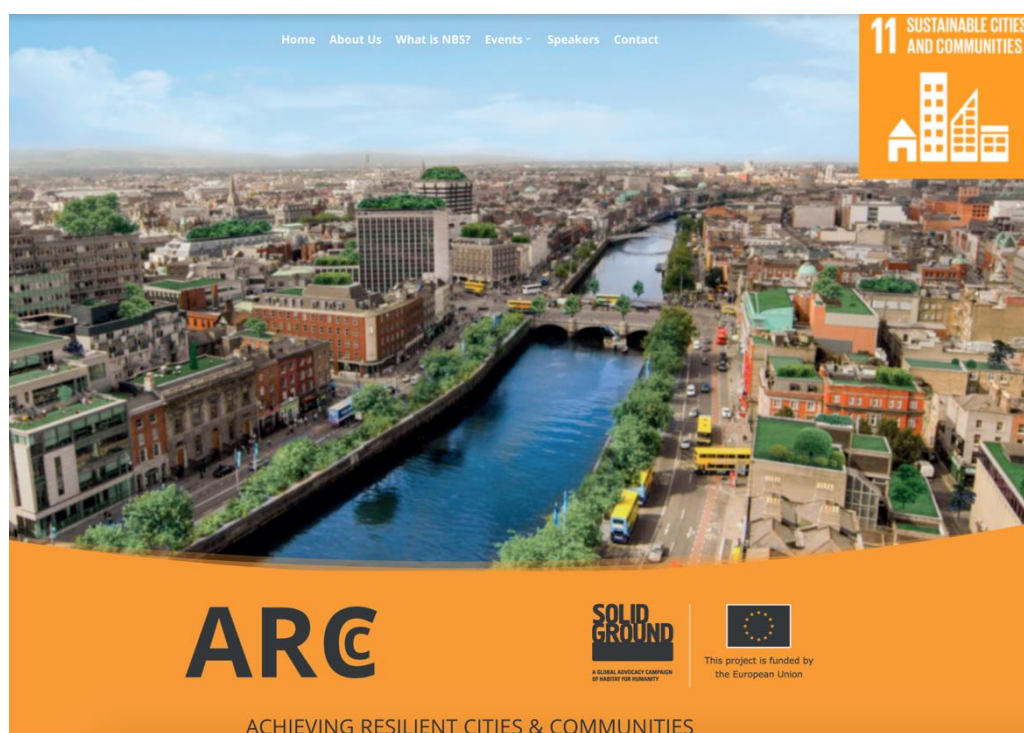 Home About Us What is NBS? Events Speakers Contact
11 SUSTAINABLE CITIES
AND COMMUNITIES
ARCC
SOLID
GROUND
A GLOBAL ADVOCACY CAMPAIGN
OF HABITAT FOR HUMANITY
This project is funded by
the European Union
ACHIEVING RESILIENT CITIES & COMMUNITIES